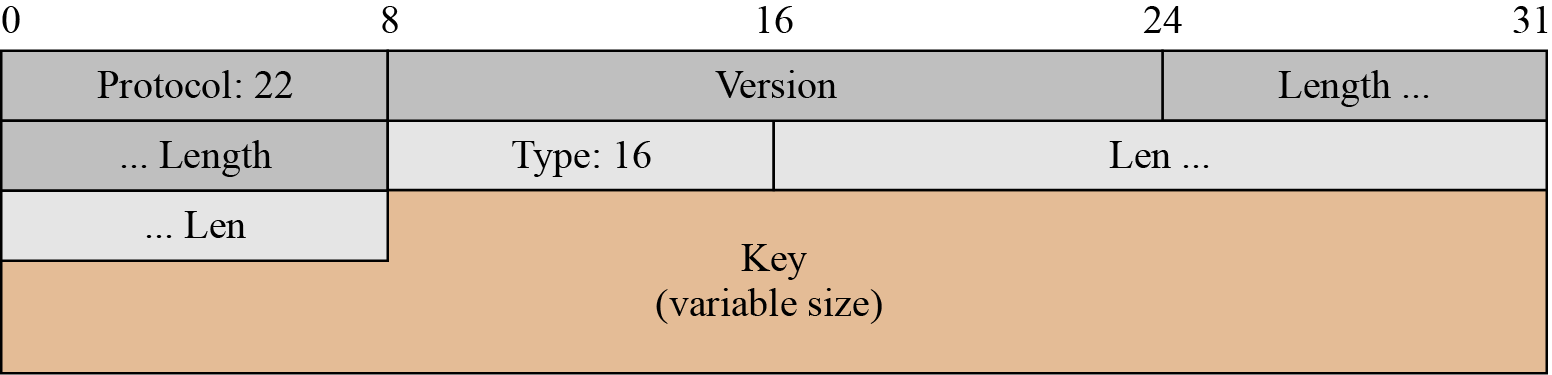 0 8 16 24 31
Protocol: 22 Version Length ...
... Length Type: 16 Len ...
... Len
Key
(variable size)